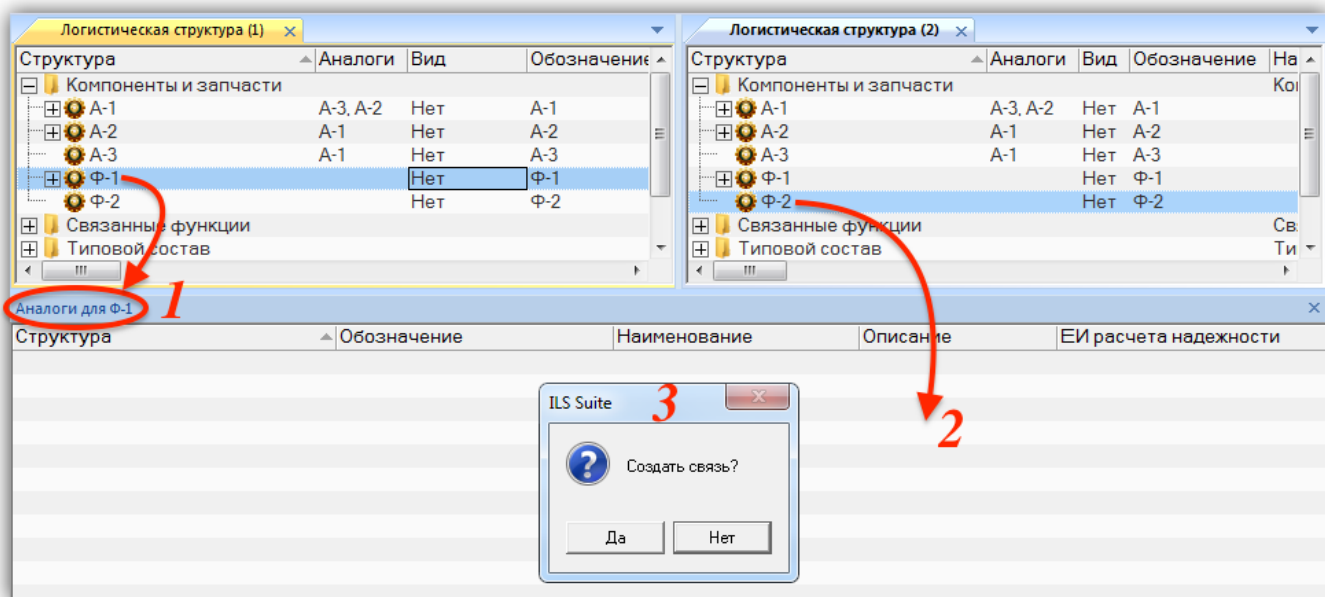 Логистическая структура (1)
Структура Аналоги Вид Обозначение
Компоненты и запчасти
А-1 А-3, А-2 Нет А-1
А-2 А-1 Нет А-2
А-3 А-1 Нет А-3
Ф-1 Нет Ф-1
Ф-2 Нет Ф-2
Связанные функции
Типовой состав
Логистическая структура (2)
Структура Аналоги Вид Обозначение На
Компоненты и запчасти Ко
А-1 А-3, А-2 Нет А-1
А-2 А-1 Нет А-2
А-3 А-1 Нет А-3
Ф-1 Нет Ф-1
Ф-2 Нет Ф-2
Связанные функции Св
Типовой состав Ти
Аналоги для Ф-1 1
Структура Обозначение Наименование Описание ЕИ расчета надежности
ILS Suite 3
2
Создать связь?
Да Нет